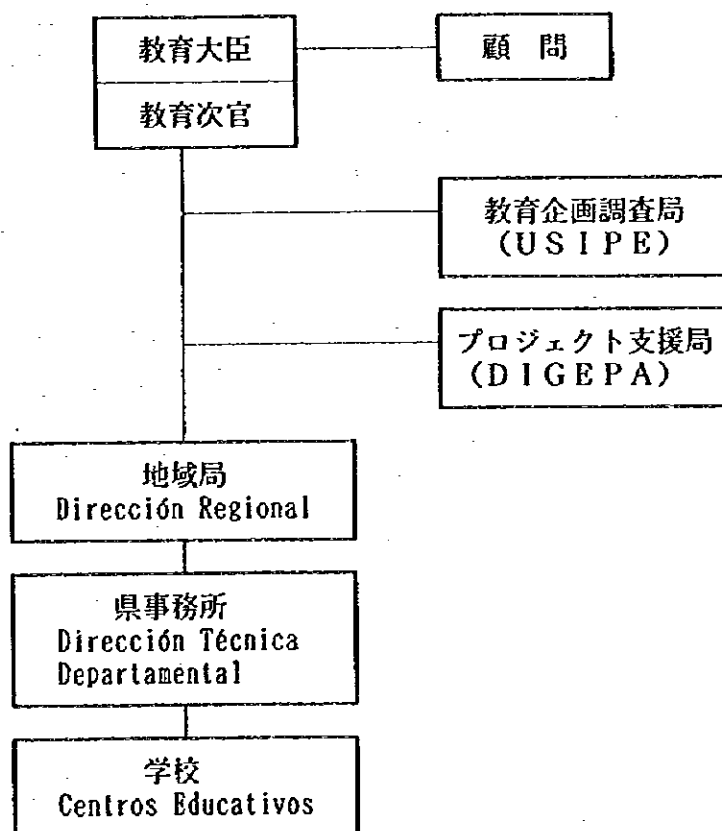 教育大臣
顧問
教育次官
教育企画調査局
(USIPE)
プロジェクト支援局
(DIGEPA)
地域局
Dirección Regional
県事務所
Dirección Técnica
Departamental
学校
Centros Educativos